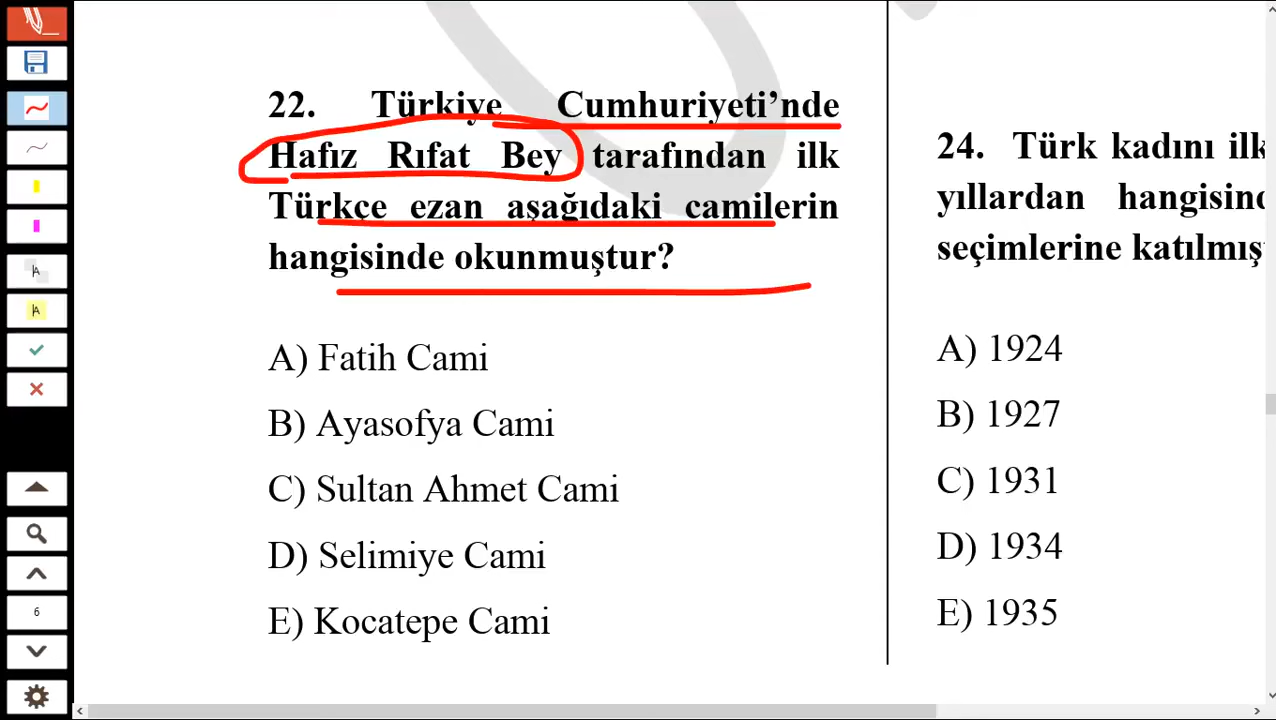 22. Türkiye Cumhuriyeti’nde
Hafız Rıfat Bey tarafından ilk
Türkçe ezan aşağıdaki camilerin
hangisinde okunmuştur?
A) Fatih Cami
B) Ayasofya Cami
C) Sultan Ahmet Cami
D) Selimiye Cami
E) Kocatepe Cami
24. Türk kadını ilk
yıllardan hangisind
seçimlerine katılmışt
A) 1924
B) 1927
C) 1931
D) 1934
E) 1935
A
A
6